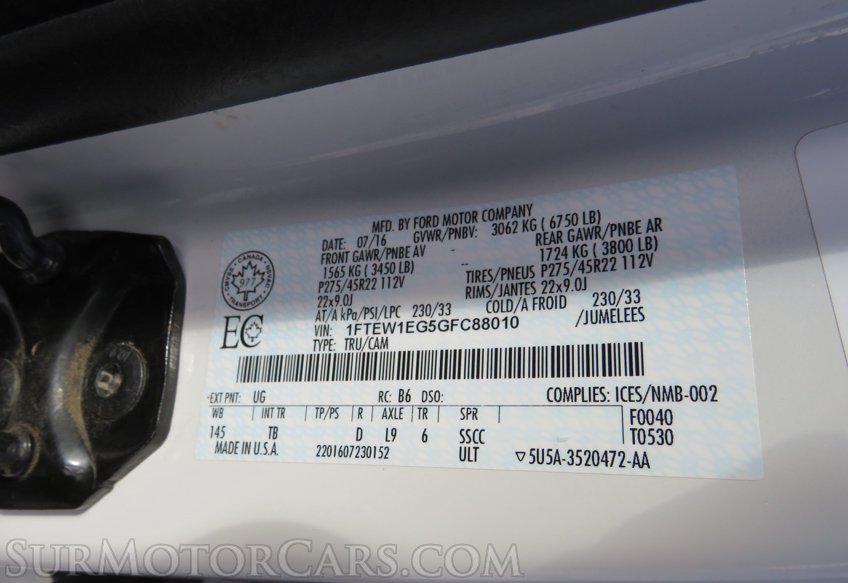 MFD. BY FORD MOTOR COMPANY
DATE: 07/16 GVWR/PNBV: 3062 KG ( 6750 LB)
FRONT GAWR/PNBE AV -- REAR GAWR/PNBE AR
1565 KG ( 3450 LB) 1724 KG ( 3800 LB)
P275/45R22 112V TIRES/PNEUS P275/45R22 112V
22x9.0J RIMS/JANTES 22x9.0J
AT/A kPa/PSI/LPC 230/33 COLD/A FROID 230/33
VIN: 1FTEW1EG5GFC88010 /JUMELEES
TYPE: TRU/CAM
CANADA
977
TRANSPORT
EC
EXT PNT: UG RC: B6 DSO: COMPLIES: ICES/NMB-002
WB INT TR TP/PS R AXLE TR SPR F0040
145 TB D L9 6 SSCC T0530
MADE IN U.S.A. 2201607230152 ULT ▽5U5A-3520472-AA
SURMOTORCARS.COM